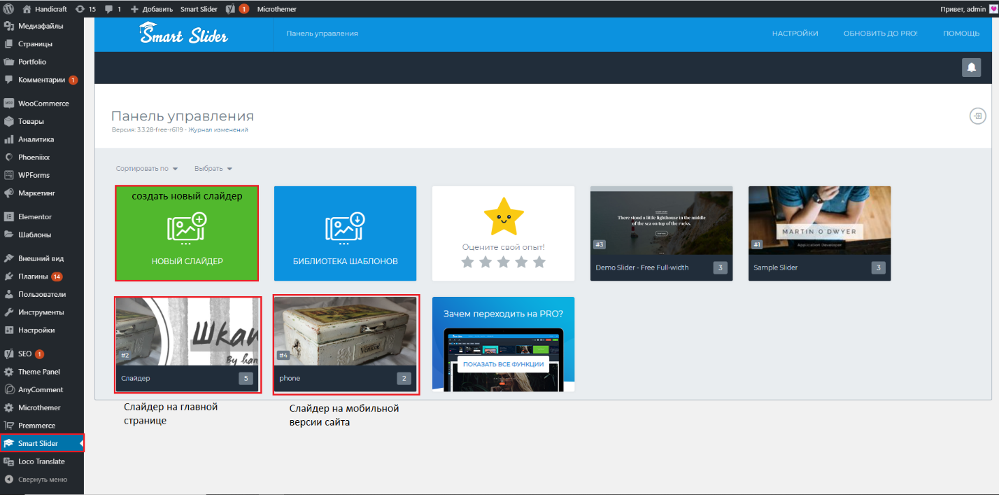 Handicraft 15 1 Добавить Smart Slider 1 Microthemer Привет, admin
Медиафайлы
Страницы
Portfolio
Комментарии 1
WooCommerce
Товары
Аналитика
Phoeniixx
WPForms
Маркетинг
Elementor
Шаблоны
Внешний вид
Плагины 14
Пользователи
Инструменты
Настройки
SEO 1
Theme Panel
AnyComment
Microthemer
Premmerce
Smart Slider
Loco Translate
Свернуть меню
Smart Slider Панель управления НАСТРОЙКИ ОБНОВИТЬ ДО PRO! ПОМОЩЬ
Панель управления
Версия: 3.3.28-free-r6119 - Журнал изменений
Сортировать по Выбрать
создать новый слайдер
НОВЫЙ СЛАЙДЕР
БИБЛИОТЕКА ШАБЛОНОВ
Оцените свой опыт!
There stood a little lighthouse in the middle
of the sea on top of the rocks.
#3
Demo Slider - Free Full-width 3
MARTIN O'DWYER
Application Developer
#1
Sample Slider 3
Шкап
By han
#2
Слайдер 5
#4
phone 2
Зачем переходить на PRO?
ПОКАЗАТЬ ВСЕ ФУНКЦИИ
Слайдер на главной
странице
Слайдер на мобильной
версии сайта